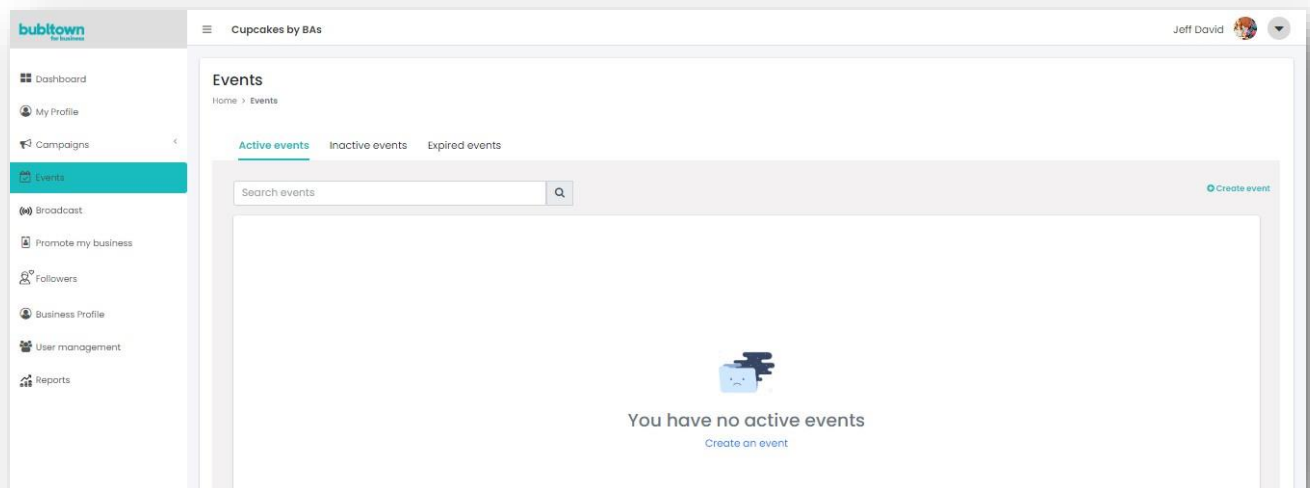 bubltown
for business
Cupcakes by BAs
Jeff David
Dashboard
My Profile
Campaigns
Events
Broadcast
Promote my business
Followers
Business Profile
User management
Reports
Events
Home > Events
Active events Inactive events Expired events
Search events
Create event
You have no active events
Create an event